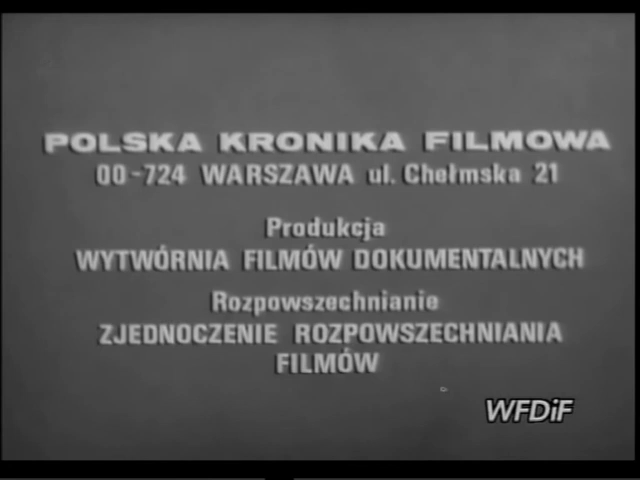 POLSKA KRONIKA FILMOWA
00-724 WARSZAWA ul. Chełmska 21
Produkcja
WYTWÓRNIA FILMÓW DOKUMENTALNYCH
Rozpowszechnianie
ZJEDNOCZENIE ROZPOWSZECHNIANIA
FILMÓW
WFDiF